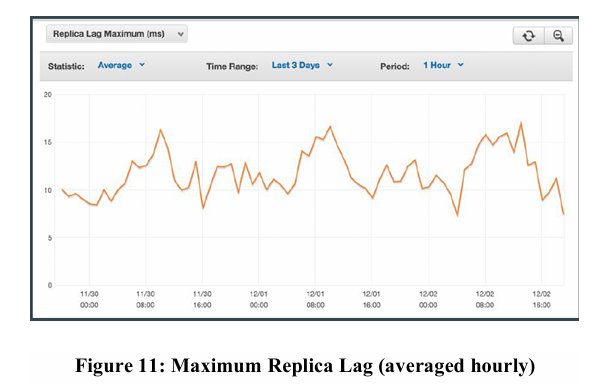 Replica Lag Maximum (ms)
Statistic: Average Time Range: Last 3 Days Period: 1 Hour
20
15
10
5
0
11/30 11/30 11/30 12/01 12/01 12/01 12/02 12/02 12/02
00:00 08:00 16:00 00:00 08:00 16:00 00:00 08:00 16:00
Figure 11: Maximum Replica Lag (averaged hourly)